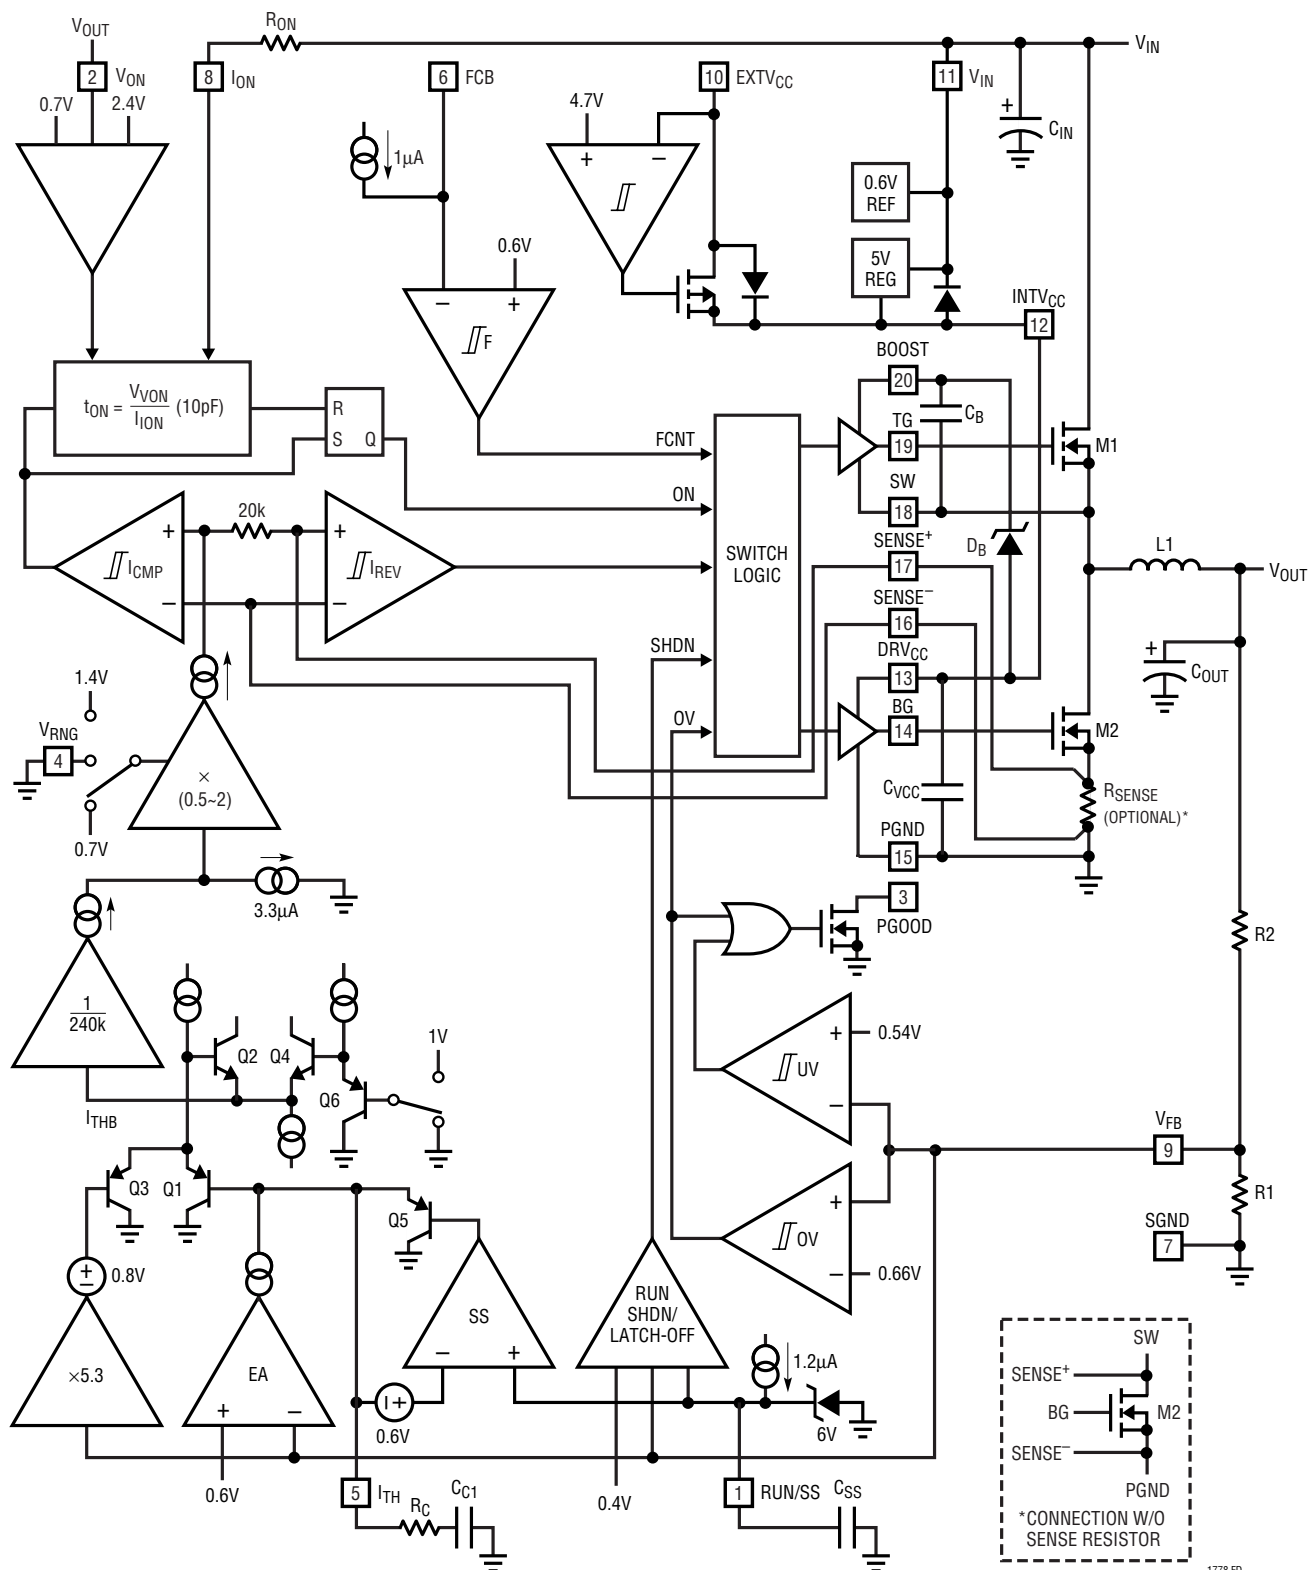 VOUT
RON
VIN
2
VON
8
ION
6
FCB
10
EXTVCC
11
VIN
0.7V
2.4V
4.7V
+
CIN
1µA
+
−
0.6V
REF
0.6V
5V
REG
−
+
F
INTVCC
12
BOOST
20
tON = VVON/IION (10pF)
R
S
Q
CB
TG
19
M1
FCNT
ON
SW
18
20k
+
+
ICMP
IREV
−
−
SWITCH
LOGIC
SENSE+
17
DB
L1
VOUT
SENSE−
16
SHDN
DRVCC
13
+
COUT
1.4V
OV
BG
14
M2
VRNG
4
×
(0.5~2)
CVCC
RSENSE
(OPTIONAL)*
0.7V
PGND
15
3.3µA
3
PGOOD
R2
1
240k
Q2
Q4
1V
+
0.54V
UV
Q6
−
ITHB
VFB
9
Q3
Q1
Q5
+
R1
OV
SGND
7
+
−
0.8V
−
0.66V
RUN
SHDN/
LATCH-OFF
SS
×5.3
EA
−
+
1.2µA
+
−
− +
0.6V
6V
SW
SENSE+
BG
M2
SENSE−
PGND
*CONNECTION W/O
SENSE RESISTOR
0.6V
5
ITH
RC
CC1
0.4V
1
RUN/SS
CSS
1778 FD